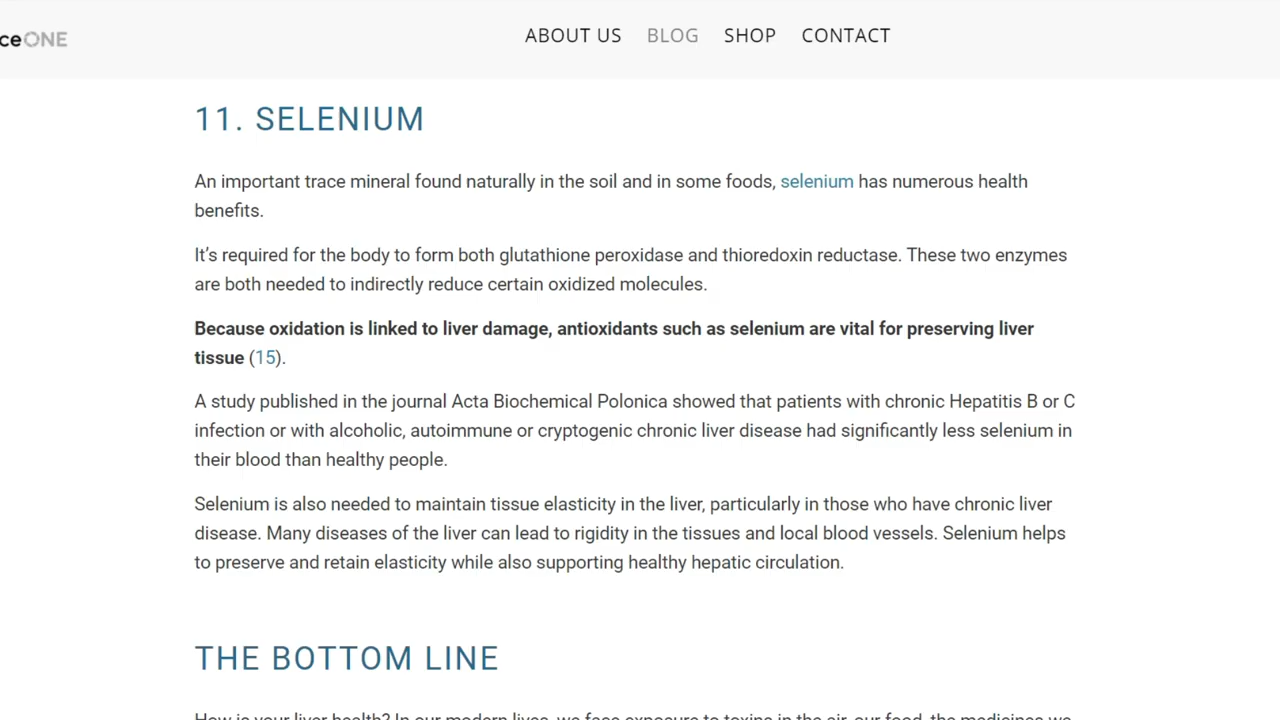 ceONE
ABOUT US BLOG SHOP CONTACT
11. SELENIUM
An important trace mineral found naturally in the soil and in some foods, selenium has numerous health
benefits.
It’s required for the body to form both glutathione peroxidase and thioredoxin reductase. These two enzymes
are both needed to indirectly reduce certain oxidized molecules.
Because oxidation is linked to liver damage, antioxidants such as selenium are vital for preserving liver
tissue (15).
A study published in the journal Acta Biochemical Polonica showed that patients with chronic Hepatitis B or C
infection or with alcoholic, autoimmune or cryptogenic chronic liver disease had significantly less selenium in
their blood than healthy people.
Selenium is also needed to maintain tissue elasticity in the liver, particularly in those who have chronic liver
disease. Many diseases of the liver can lead to rigidity in the tissues and local blood vessels. Selenium helps
to preserve and retain elasticity while also supporting healthy hepatic circulation.
THE BOTTOM LINE
How is your liver health? In our modern lives, we face exposure to toxins in the air, our food, the medicines we